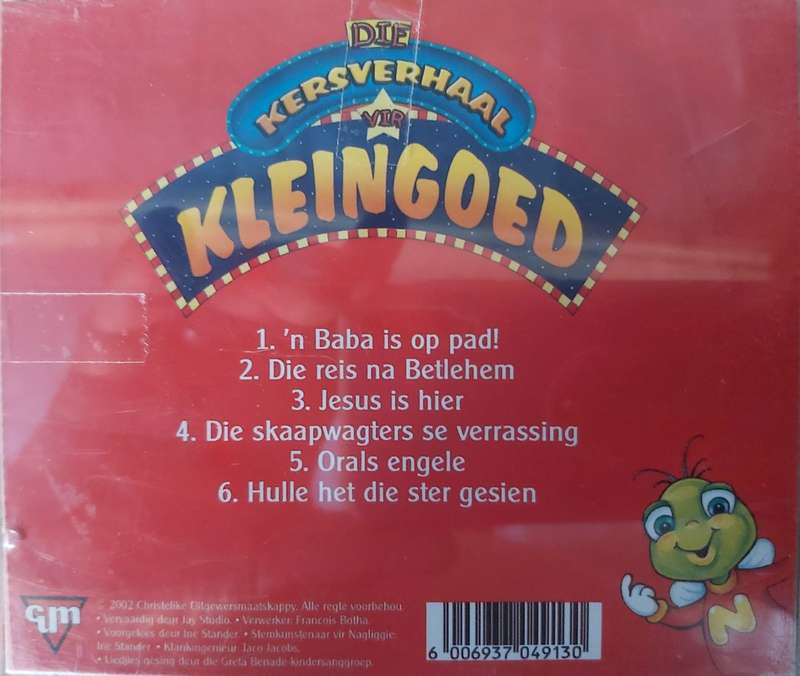 DIE
KERSVERHAAL
VIR
KLEINGOED
1. 'n Baba is op pad!
2. Die reis na Betlehem
3. Jesus is hier
4. Die skaapwagters se verrassing
5. Orals engele
6. Hulle het die ster gesien
N
cum
© 2002 Christelike Uitgewersmaatskappy. Alle regte voorbehou.
• Vervaardig deur Jay Studio. • Verwerker: Francois Botha.
• Voorgelees deur Ine Stander. • Stemkunstenaar vir Nagliggie:
Ine Stander • Klankingenieur: Jaco Jacobs.
• Liedjies gesing deur die Greta Benade-kindersanggroep.
6 006937 049130